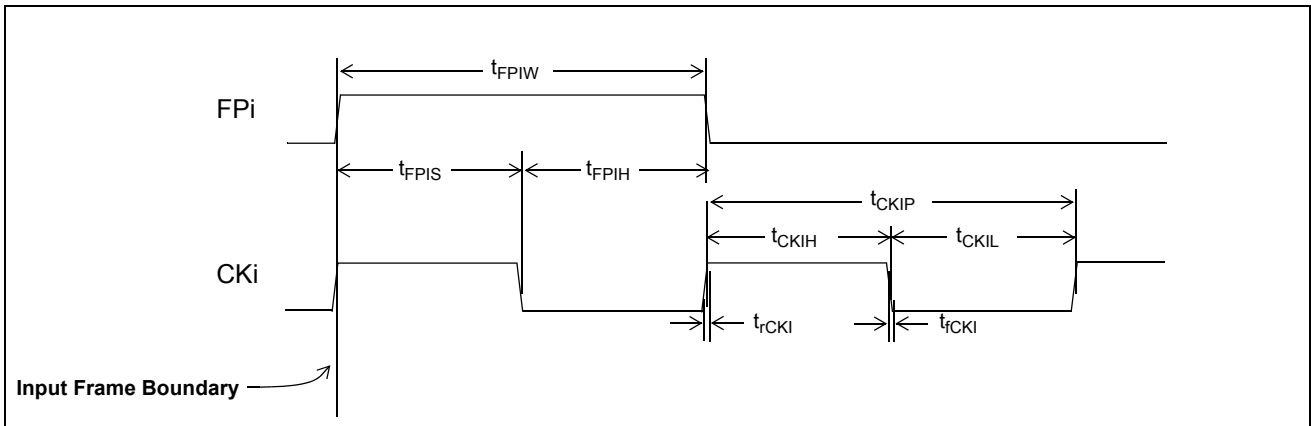 tFPIW
FPi
tFPIS
tFPIH
tCKIP
tCKIH
tCKIL
CKi
trCKI
tfCKI
Input Frame Boundary